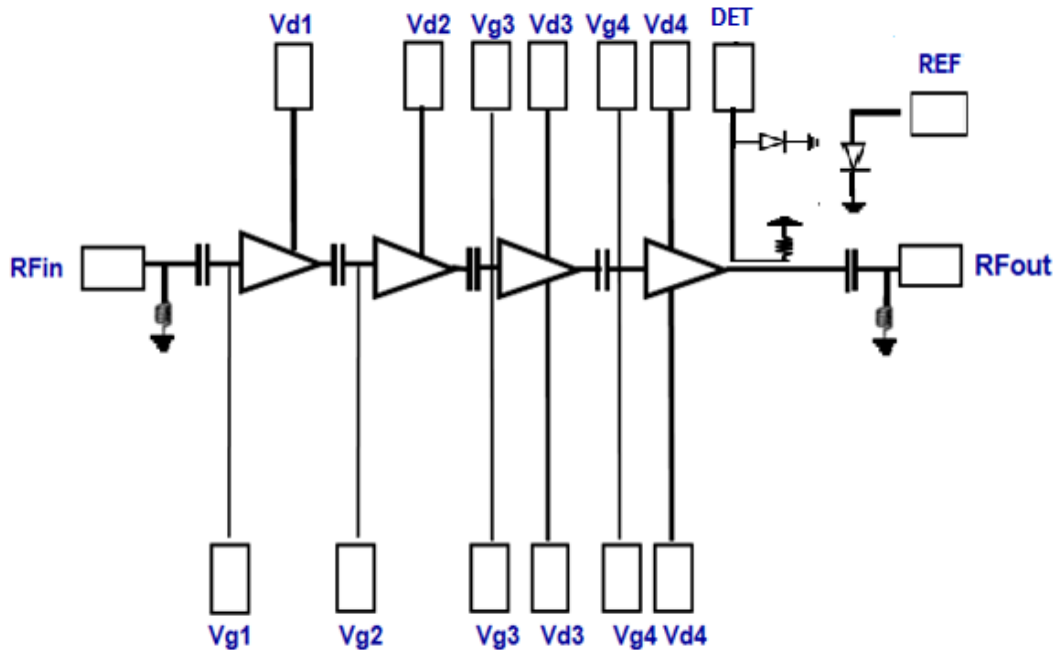 Vd1 Vd2 Vg3 Vd3 Vg4 Vd4 DET
REF
RFin
RFout
Vg1 Vg2 Vg3 Vd3 Vg4 Vd4